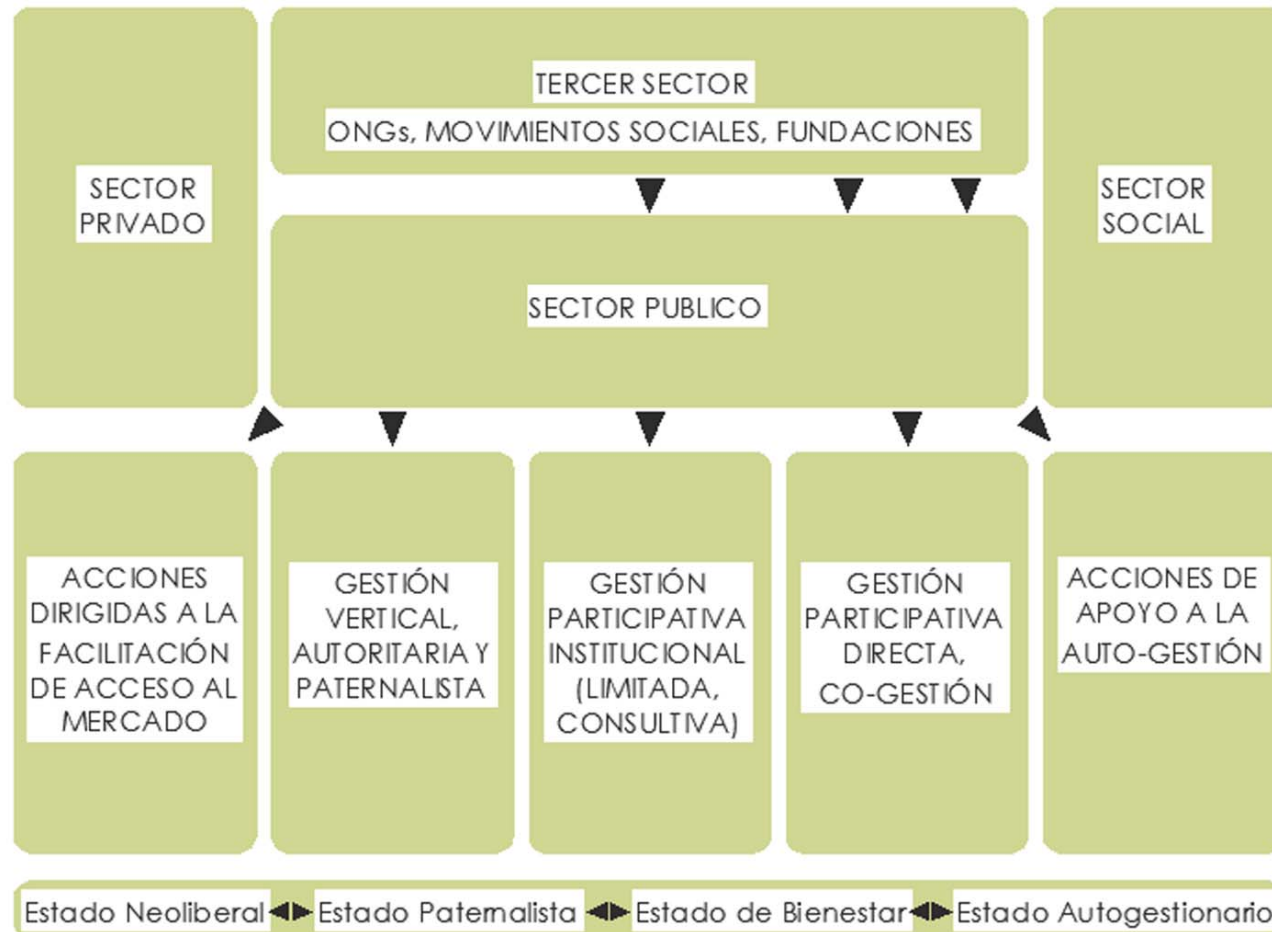 TERCER SECTOR
ONGs, MOVIMIENTOS SOCIALES, FUNDACIONES
SECTOR
PRIVADO
SECTOR
SOCIAL
SECTOR PUBLICO
ACCIONES
DIRIGIDAS A LA
FACILITACIÓN
DE ACCESO AL
MERCADO
GESTIÓN
VERTICAL,
AUTORITARIA Y
PATERNALISTA
GESTIÓN
PARTICIPATIVA
INSTITUCIONAL
(LIMITADA,
CONSULTIVA)
GESTIÓN
PARTICIPATIVA
DIRECTA,
CO-GESTIÓN
ACCIONES DE
APOYO A LA
AUTO-GESTIÓN
Estado Neoliberal Estado Paternalista Estado de Bienestar Estado Autogestionario